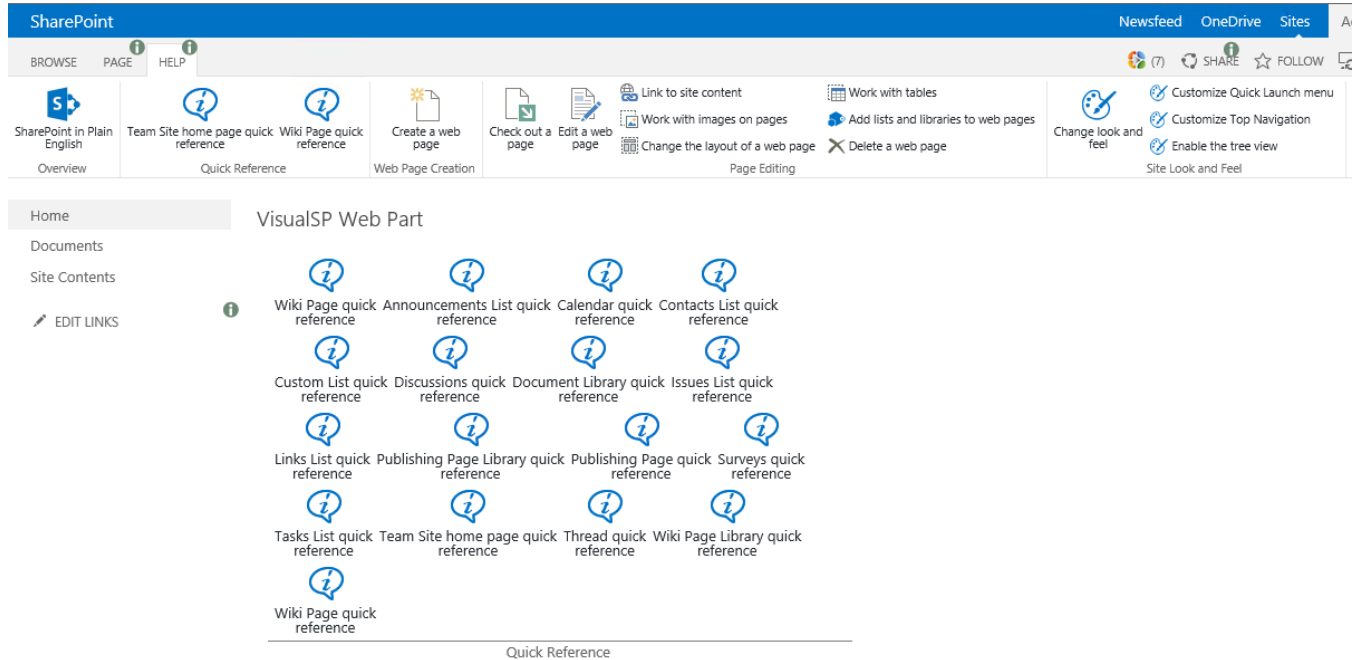 SharePoint
Newsfeed OneDrive Sites
BROWSE PAGE HELP
(7) SHARE FOLLOW
SharePoint in Plain English
Overview
Team Site home page quick reference
Wiki Page quick reference
Quick Reference
Create a web page
Web Page Creation
Check out a page
Edit a web page
Link to site content
Work with images on pages
Change the layout of a web page
Work with tables
Add lists and libraries to web pages
Delete a web page
Page Editing
Change look and feel
Customize Quick Launch menu
Customize Top Navigation
Enable the tree view
Site Look and Feel
Home
Documents
Site Contents
EDIT LINKS
VisualSP Web Part
Wiki Page quick reference
Announcements List quick reference
Calendar quick reference
Contacts List quick reference
Custom List quick reference
Discussions quick reference
Document Library quick reference
Issues List quick reference
Links List quick reference
Publishing Page Library quick reference
Publishing Page quick reference
Surveys quick reference
Tasks List quick reference
Team Site home page quick reference
Thread quick reference
Wiki Page Library quick reference
Wiki Page quick reference
Quick Reference